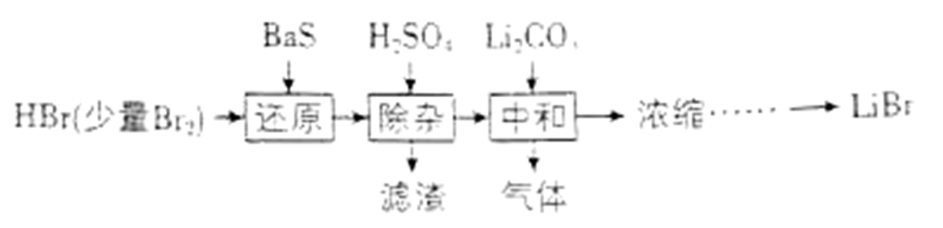 BaS H₂SO₄ Li₂CO₃
HBr(少量Br₂) 还原 除杂 中和 浓缩…… LiBr
滤渣 气体